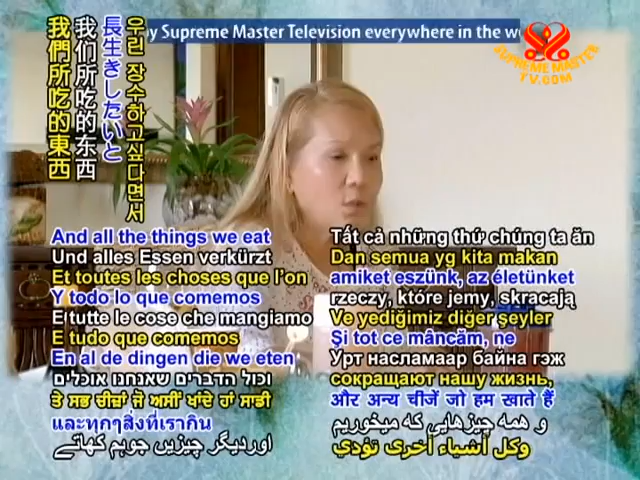 Supreme Master Television everywhere in the
SUPREME MASTER
TV.COM
우린 장수하고싶다면서
長生きしたいと
我们所吃的东西
我們所吃的東西
And all the things we eat
Und alles Essen verkürzt
Et toutes les choses que l'on
Y todo lo que comemos
E tutte le cose che mangiamo
E tudo que comemos
En al de dingen die we eten
וכול הדברים שאנחנו אוכלים
ਤੇ ਸਭ ਚੀਜ਼ਾਂ ਜੋ ਅਸੀਂ ਖਾਂਦੇ ਹਾਂ ਸਾਡੀ
และทุกๆสิ่งที่เรากิน
اوردیگر چیزیں جوہم کھاتے
Tất cả những thứ chúng ta ăn
Dan semua yg kita makan
amiket eszünk, az életünket
rzeczy, które jemy, skracają
Ve yediğimiz diğer şeyler
Și tot ce mâncăm, ne
Урт насламаар байна гэж
сокращают нашу жизнь,
और अन्य चीजें जो हम खाते हैं
و همه چیزهایی که میخوریم
وكل أشياء أخرى تؤدي